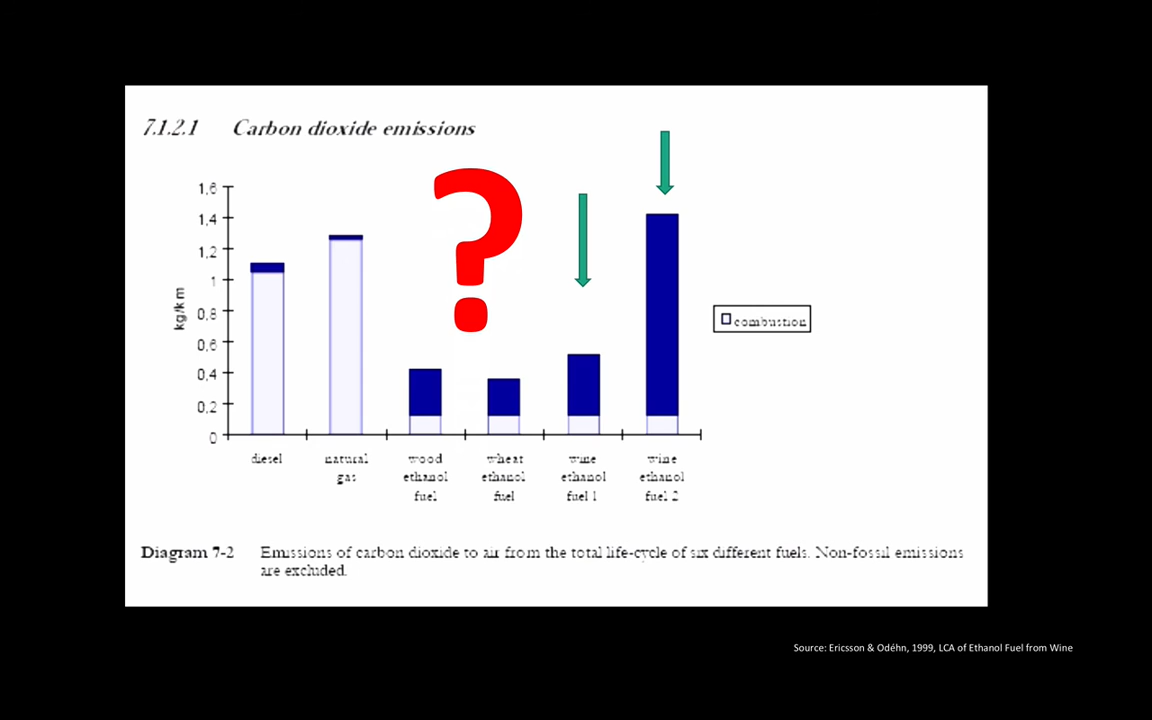 7.1.2.1 Carbon dioxide emissions
?
kg/km
1,6
1,4
1,2
1
0,8
0,6
0,4
0,2
0
combustion
diesel
natural gas
wood ethanol fuel
wheat ethanol fuel
wine ethanol fuel 1
wine ethanol fuel 2
Diagram 7-2 Emissions of carbon dioxide to air from the total life-cycle of six different fuels. Non-fossil emissions
are excluded.
Source: Ericsson & Odéhn, 1999, LCA of Ethanol Fuel from Wine